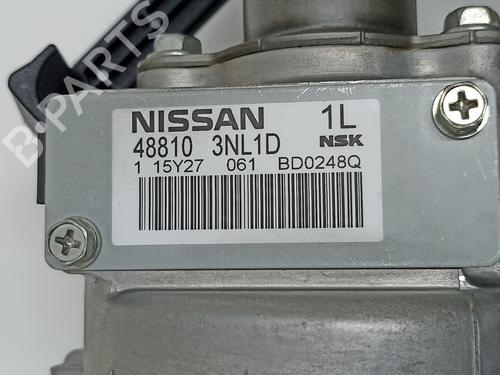 B-PARTS
NISSAN 1L
48810 3NL1D NSK
1 15Y27 061 BD0248Q